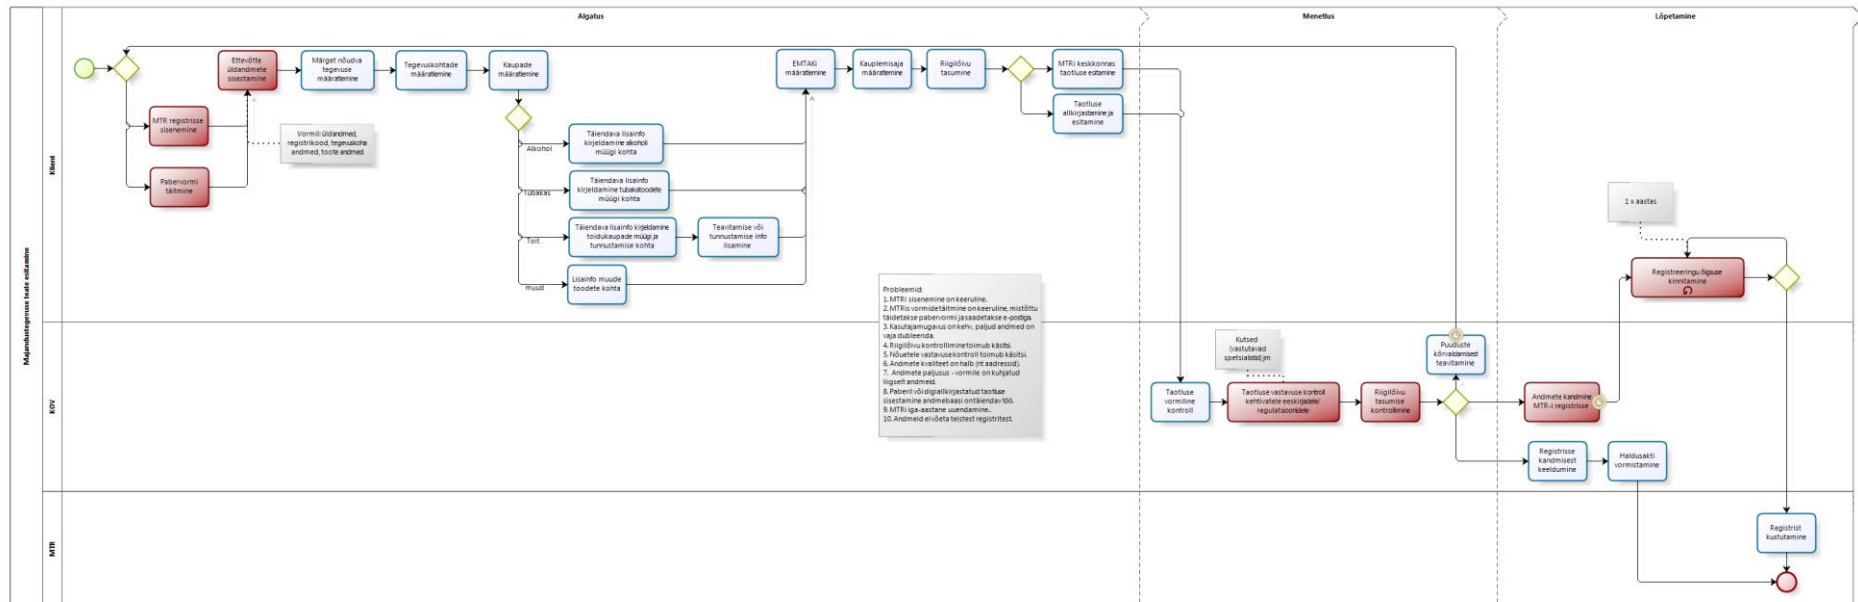 Algatus
Menetlus
Lõpetamine
Majandustegevuse teate esitamine
Klient
KOV
MTR
Ettevõtte
üldandmete
sisestamine
Märget nõudva
tegevuse
määratlemine
Tegevuskohtade
määratlemine
Kaupade
määratlemine
EMTAKi
määratlemine
Kauplemisaja
määratlemine
Riigilõivu
tasumine
MTRi keskkonnas
taotluse esitamine
Taotluse
allkirjastamine ja
esitamine
MTR registrisse
sisenemine
Pabervormi
täitmine
Vormil: üldandmed,
registrikood, tegevuskoha
andmed, toote andmed
Alkohol
Täiendava lisainfo
kirjeldamine alkoholi
müügi kohta
Tubakas
Täiendava lisainfo
kirjeldamine tubakatoodete
müügi kohta
Toit
Täiendava lisainfo kirjeldamine
toidukaupade müügi ja
tunnustamise kohta
Teavitamise või
tunnustamise info
lisamine
muud
Lisainfo muude
toodete kohta
Probleemid:
1. MTRi sisenemine on keeruline.
2. MTRis vormide täitmine on keeruline, mistõttu
täidetakse pabervormi ja saadetakse e-postiga.
3. Kasutajamugavus on kehv, paljud andmed on
vaja dubleerida.
4. Riigilõivu kontrollimine toimub käsitsi.
5. Nõuetele vastavuse kontroll toimub käsitsi.
6. Andmete kvaliteet on halb (nt aadressid).
7. Andmete paljusus - vormile on kuhjatud
liigselt andmeid.
8. Paberil või digiallkirjastatud taotluse
sisestamine andmebaasi on täiendav töö.
9. MTRi iga-aastane uuendamine..
10. Andmeid ei võeta teistest registritest.
Kutsed
(vastutavad
spetsialistid) jm
Taotluse
vormiline
kontroll
Taotluse vastavuse kontroll
kehtivatele eeskirjadele/
regulatsioonidele
Riigilõivu
tasumise
kontrollimine
Puuduste
kõrvaldamisest
teavitamine
1 x aastas
Registreeringu õigsuse
kinnitamine
Andmete kandmine
MTR-i registrisse
Registrisse
kandmisest
keeldumine
Haldusakti
vormistamine
Registrist
kustutamine